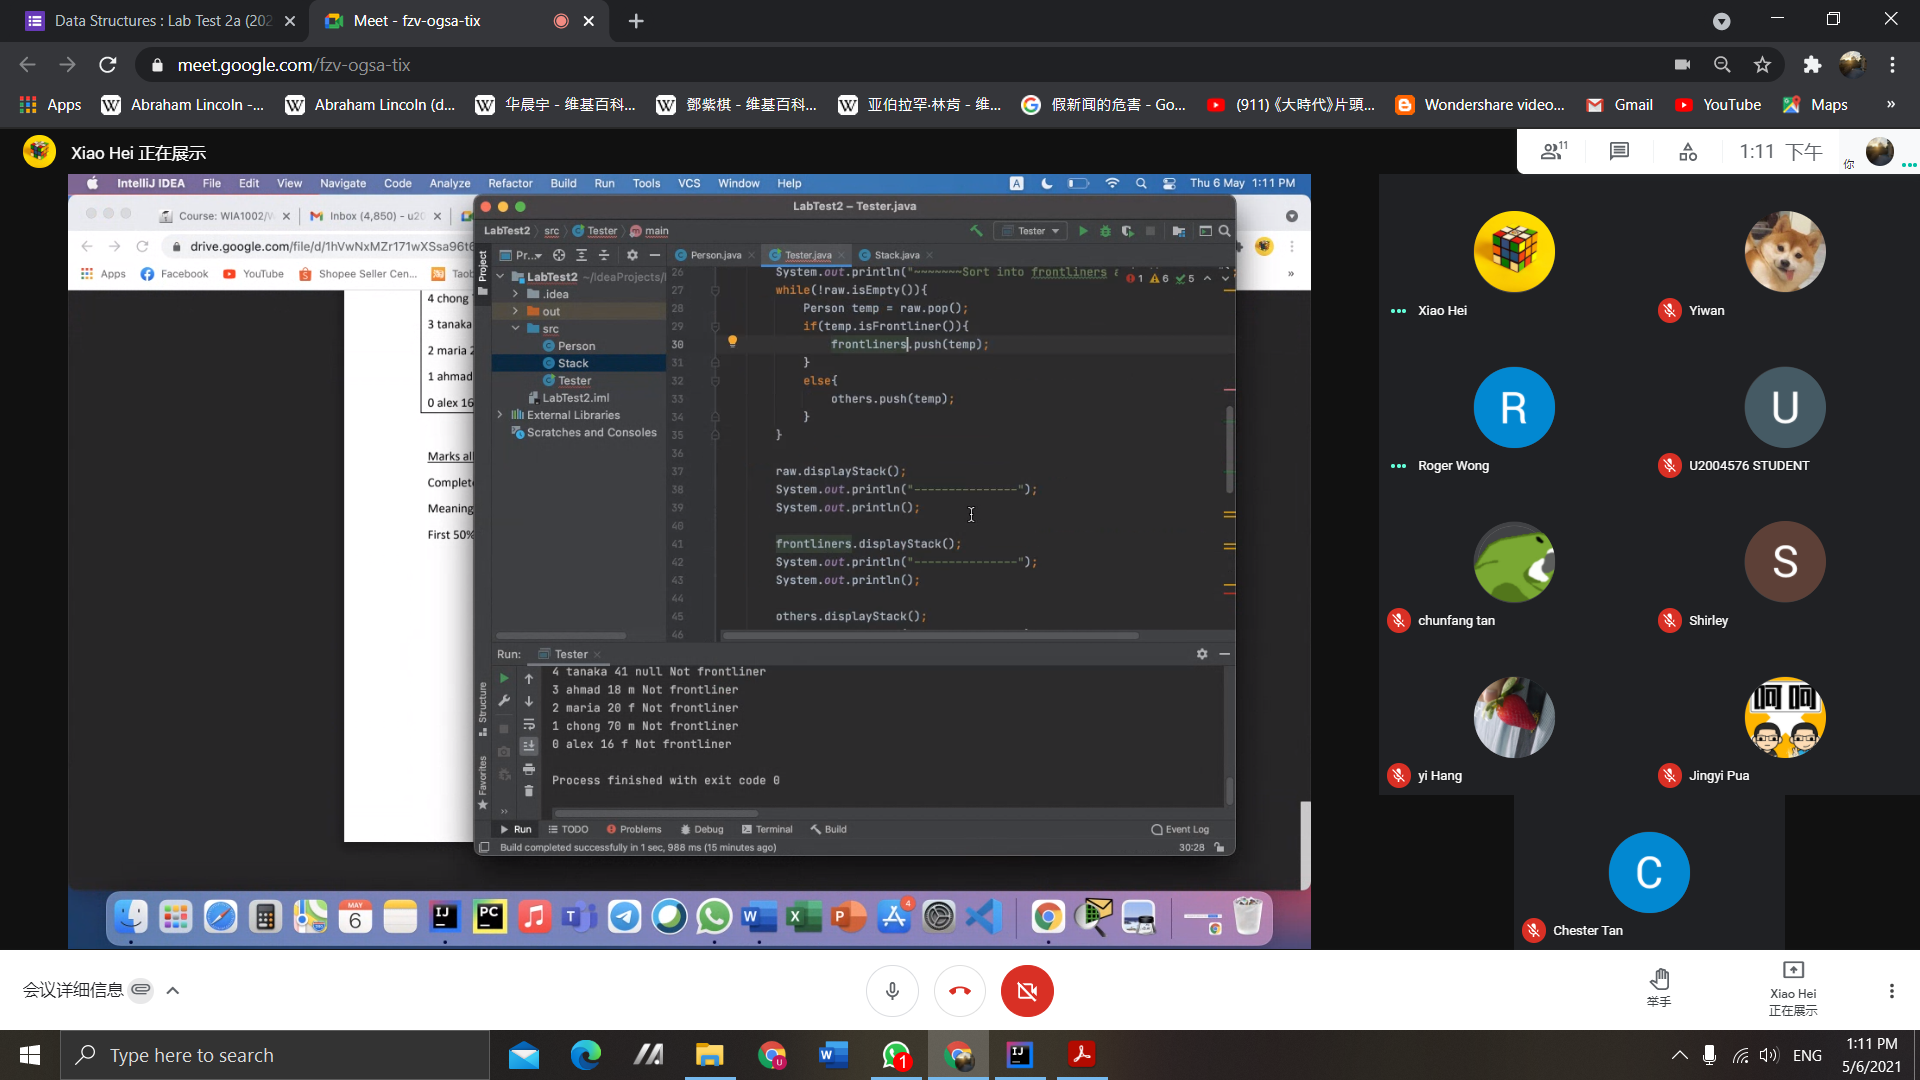 Data Structures : Lab Test 2a (202
Meet - fzv-ogsa-tix
meet.google.com/fzv-ogsa-tix
Apps
Abraham Lincoln -...
Abraham Lincoln (d...
华晨宇 - 维基百科...
鄧紫棋 - 维基百科...
亚伯拉罕·林肯 - 维...
假新闻的危害 - Go...
(911)《大時代》片頭...
Wondershare video...
Gmail
YouTube
Maps
»
Xiao Hei 正在展示
11
1:11 下午
你
IntelliJ IDEA File Edit View Navigate Code Analyze Refactor Build Run Tools VCS Window Help
A
Thu 6 May 1:11 PM
Course: WIA1002/
Inbox (4,850) - u20
LabTest2 – Tester.java
drive.google.com/file/d/1hVwNxMZr171wXSsa96t6
LabTest2 src Tester main
Tester
Apps
Facebook
YouTube
Shopee Seller Cen...
»
Project
Pr...
Person.java
Tester.java
Stack.java
LabTest2 ~/IdeaProjects/
.idea
out
src
Person
Stack
Tester
LabTest2.iml
External Libraries
Scratches and Consoles
4 chong
3 tanaka
2 maria 2
1 ahmad
0 alex 16
Marks al
Complet
Meaning
First 50%
1 6 5
26 System.out.println("~~~~~~~Sort into frontliners
27 while(!raw.isEmpty()){
28 Person temp = raw.pop();
29 if(temp.isFrontliner()){
30 frontliners.push(temp);
31 }
32 else{
33 others.push(temp);
34 }
35 }
36
37 raw.displayStack();
38 System.out.println("---------------");
39 System.out.println();
40
41 frontliners.displayStack();
42 System.out.println("---------------");
43 System.out.println();
44
45 others.displayStack();
46
Run: Tester
4 tanaka 41 null Not frontliner
3 ahmad 18 m Not frontliner
2 maria 20 f Not frontliner
1 chong 70 m Not frontliner
0 alex 16 f Not frontliner
Process finished with exit code 0
Structure
Favorites
»
Run TODO Problems Debug Terminal Build Event Log
Build completed successfully in 1 sec, 988 ms (15 minutes ago)
30:28
MAY
6
IJ
PC
4
Xiao Hei
Yiwan
R
Roger Wong
U
U2004576 STUDENT
chunfang tan
S
Shirley
yi Hang
呵呵
Jingyi Pua
C
Chester Tan
会议详细信息
举手
Xiao Hei
正在展示
Type here to search
1
ENG
1:11 PM
5/6/2021